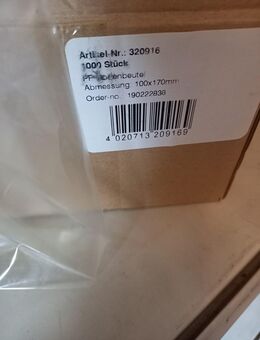 Artikel-Nr.: 320916
1000 Stück
Abmessung: 100x170mm
Order-no.: 190222838
4 020713 209169